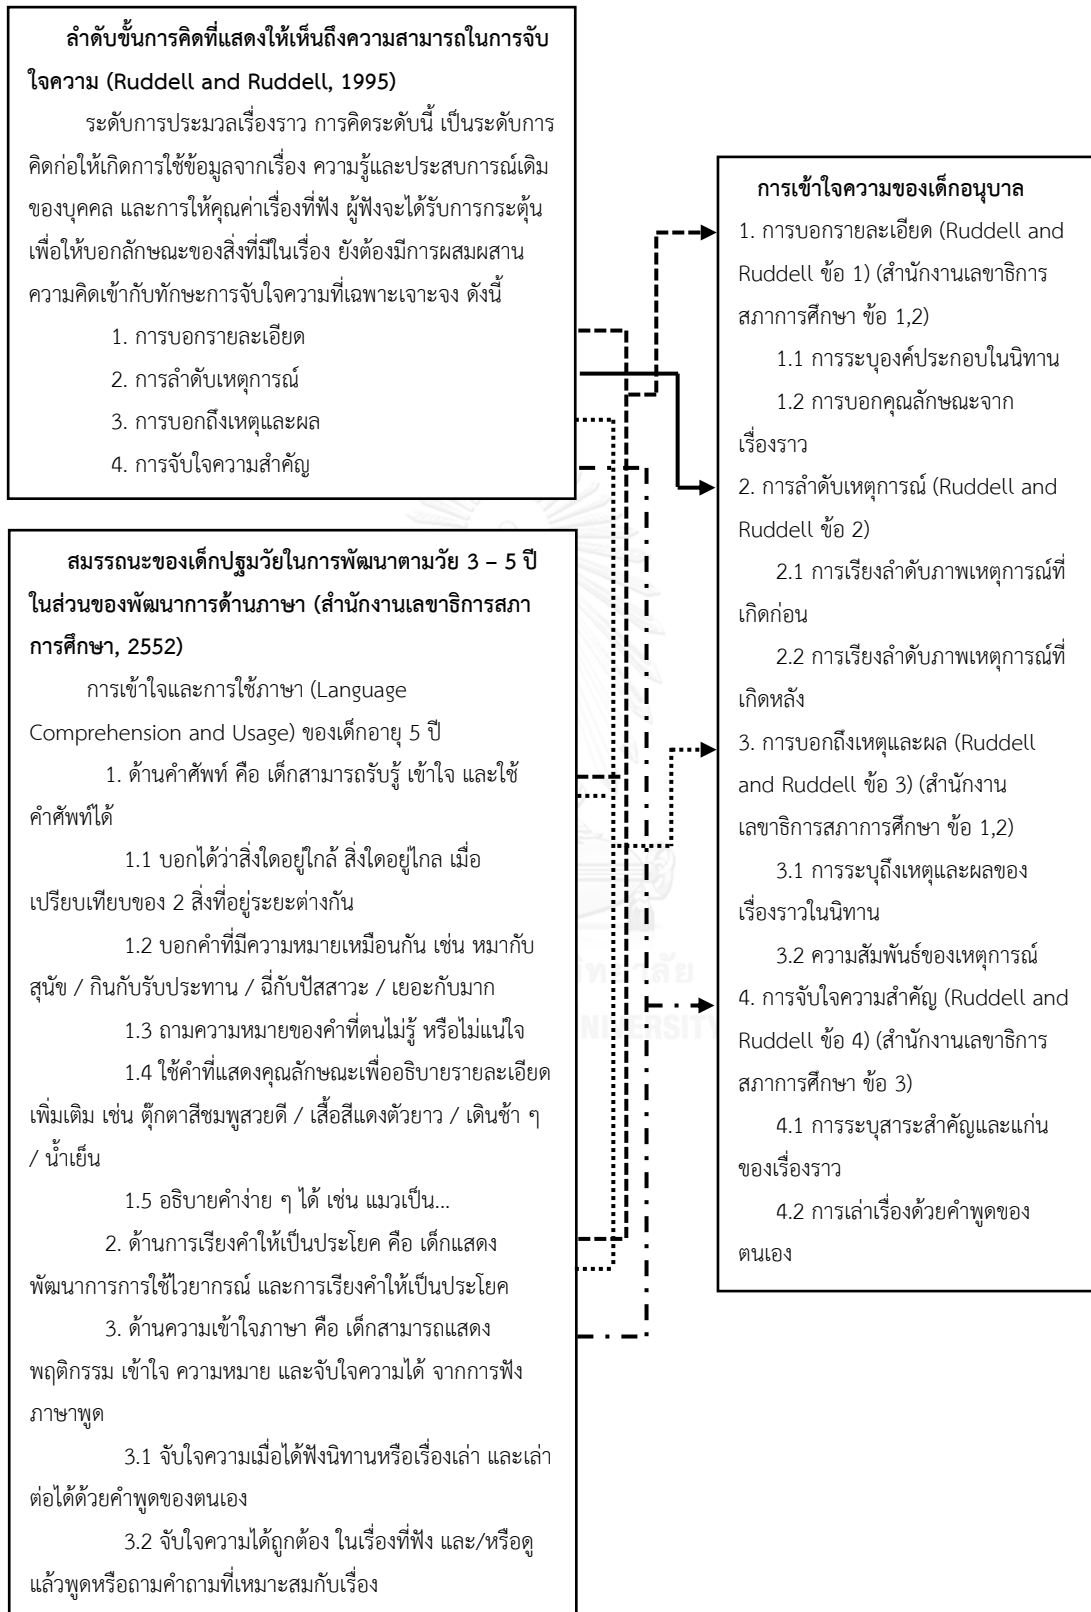 ลำดับขั้นการคิดที่แสดงให้เห็นถึงความสามารถในการจับ
ใจความ (Ruddell and Ruddell, 1995)
ระดับการประมวลเรื่องราว การคิดระดับนี้ เป็นระดับการ
คิดก่อให้เกิดการใช้ข้อมูลจากเรื่อง ความรู้และประสบการณ์เดิม
ของบุคคล และการให้คุณค่าเรื่องที่ฟัง ผู้ฟังจะได้รับการกระตุ้น
เพื่อให้บอกลักษณะของสิ่งที่มีในเรื่อง ยังต้องมีการผสมผสาน
ความคิดเข้ากับทักษะการจับใจความที่เฉพาะเจาะจง ดังนี้
1. การบอกรายละเอียด
2. การลำดับเหตุการณ์
3. การบอกถึงเหตุและผล
4. การจับใจความสำคัญ
สมรรถนะของเด็กปฐมวัยในการพัฒนาตามวัย 3 – 5 ปี
ในส่วนของพัฒนาการด้านภาษา (สำนักงานเลขาธิการสภา
การศึกษา, 2552)
การเข้าใจและการใช้ภาษา (Language
Comprehension and Usage) ของเด็กอายุ 5 ปี
1. ด้านคำศัพท์ คือ เด็กสามารถรับรู้ เข้าใจ และใช้
คำศัพท์ได้
1.1 บอกได้ว่าสิ่งใดอยู่ใกล้ สิ่งใดอยู่ไกล เมื่อ
เปรียบเทียบของ 2 สิ่งที่อยู่ระยะต่างกัน
1.2 บอกคำที่มีความหมายเหมือนกัน เช่น หมากับ
สุนัข / กินกับรับประทาน / ฉี่กับปัสสาวะ / เยอะกับมาก
1.3 ถามความหมายของคำที่ตนไม่รู้ หรือไม่แน่ใจ
1.4 ใช้คำที่แสดงคุณลักษณะเพื่ออธิบายรายละเอียด
เพิ่มเติม เช่น ตุ๊กตาสีชมพูสวยดี / เสื้อสีแดงตัวยาว / เดินช้า ๆ
/ น้ำเย็น
1.5 อธิบายคำง่าย ๆ ได้ เช่น แมวเป็น...
2. ด้านการเรียงคำให้เป็นประโยค คือ เด็กแสดง
พัฒนาการการใช้ไวยากรณ์ และการเรียงคำให้เป็นประโยค
3. ด้านความเข้าใจภาษา คือ เด็กสามารถแสดง
พฤติกรรม เข้าใจ ความหมาย และจับใจความได้ จากการฟัง
ภาษาพูด
3.1 จับใจความเมื่อได้ฟังนิทานหรือเรื่องเล่า และเล่า
ต่อได้ด้วยคำพูดของตนเอง
3.2 จับใจความได้ถูกต้อง ในเรื่องที่ฟัง และ/หรือดู
แล้วพูดหรือถามคำถามที่เหมาะสมกับเรื่อง
การเข้าใจความของเด็กอนุบาล
1. การบอกรายละเอียด (Ruddell and
Ruddell ข้อ 1) (สำนักงานเลขาธิการ
สภาการศึกษา ข้อ 1,2)
1.1 การระบุองค์ประกอบในนิทาน
1.2 การบอกคุณลักษณะจาก
เรื่องราว
2. การลำดับเหตุการณ์ (Ruddell and
Ruddell ข้อ 2)
2.1 การเรียงลำดับภาพเหตุการณ์ที่
เกิดก่อน
2.2 การเรียงลำดับภาพเหตุการณ์ที่
เกิดหลัง
3. การบอกถึงเหตุและผล (Ruddell
and Ruddell ข้อ 3) (สำนักงาน
เลขาธิการสภาการศึกษา ข้อ 1,2)
3.1 การระบุถึงเหตุและผลของ
เรื่องราวในนิทาน
3.2 ความสัมพันธ์ของเหตุการณ์
4. การจับใจความสำคัญ (Ruddell and
Ruddell ข้อ 4) (สำนักงานเลขาธิการ
สภาการศึกษา ข้อ 3)
4.1 การระบุสาระสำคัญและแก่น
ของเรื่องราว
4.2 การเล่าเรื่องด้วยคำพูดของ
ตนเอง